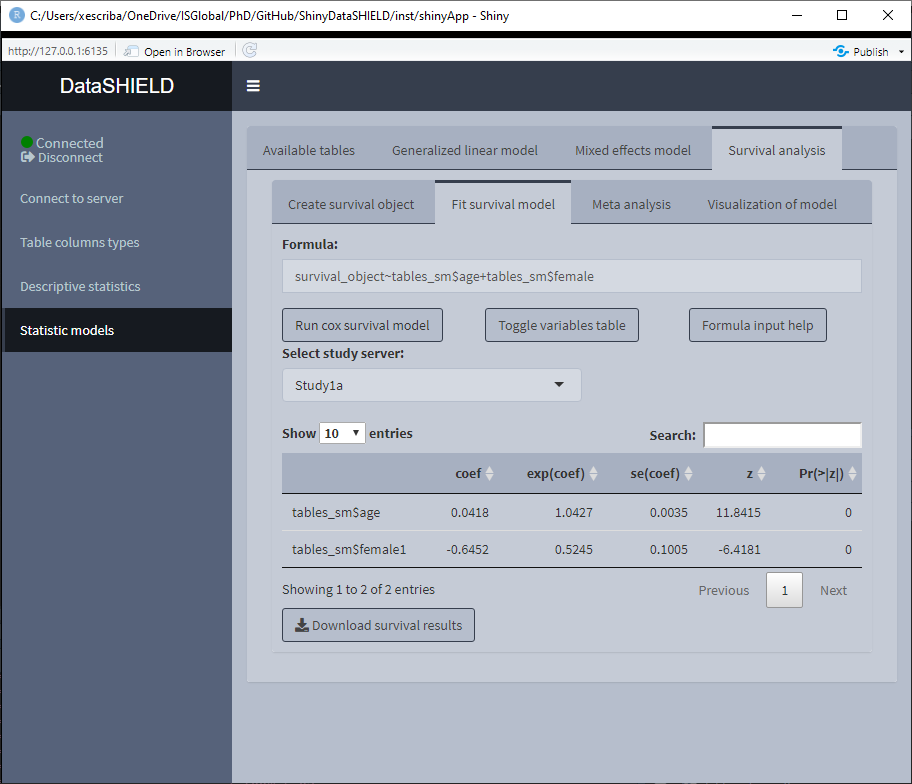 C:/Users/xescriba/OneDrive/ISGlobal/PhD/GitHub/ShinyDataSHIELD/inst/shinyApp - Shiny
http://127.0.0.1:6135 Open in Browser Publish
DataSHIELD
Connected
Disconnect
Connect to server
Table columns types
Descriptive statistics
Statistic models
Available tables Generalized linear model Mixed effects model Survival analysis
Create survival object Fit survival model Meta analysis Visualization of model
Formula:
survival_object~tables_sm$age+tables_sm$female
Run cox survival model Toggle variables table Formula input help
Select study server:
Study1a
Show 10 entries Search:
coef exp(coef) se(coef) z Pr(>|z|)
tables_sm$age 0.0418 1.0427 0.0035 11.8415 0
tables_sm$female1 -0.6452 0.5245 0.1005 -6.4181 0
Showing 1 to 2 of 2 entries Previous 1 Next
Download survival results